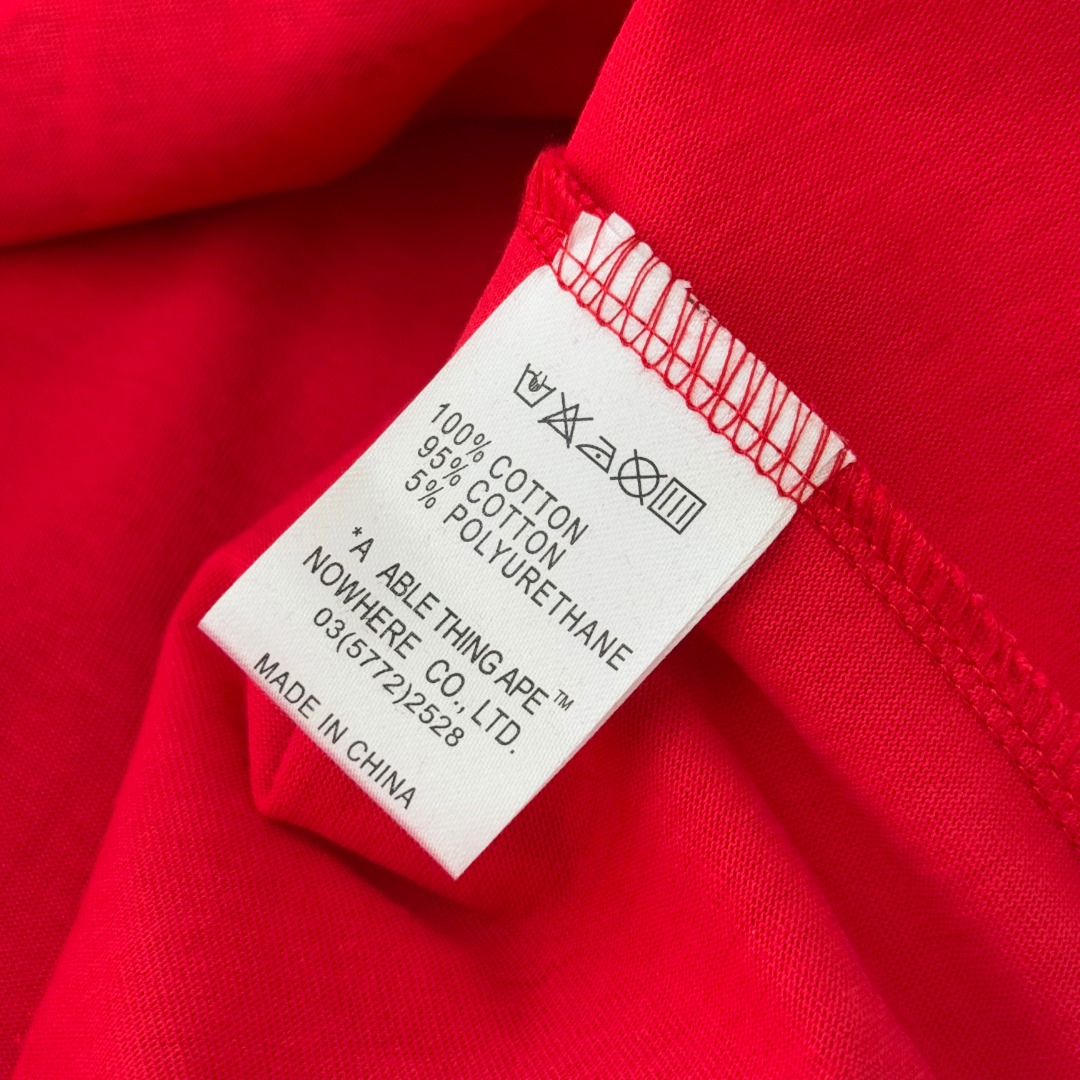 100% COTTON
95% COTTON
5% POLYURETHANE
*A ABLE THING APE™
NOWHERE CO., LTD.
03(5772)2528
MADE IN CHINA